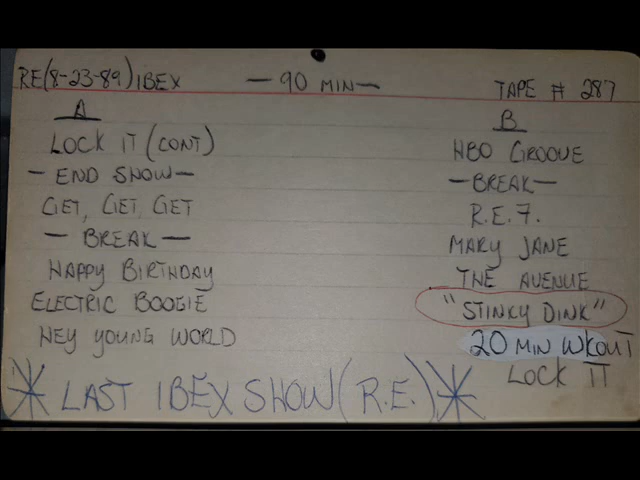 RE(8-23-89) IBEX — 90 MIN — TAPE # 287
A
LOCK IT (CONT)
- END SHOW -
GET, GET, GET
- BREAK -
HAPPY BIRTHDAY
ELECTRIC BOOGIE
HEY YOUNG WORLD
B
HBO GROOVE
- BREAK -
R.E.7.
MARY JANE
THE AVENUE
"STINKY DINK"
20 MIN WKOUT
LOCK IT
LAST IBEX SHOW (R.E.)